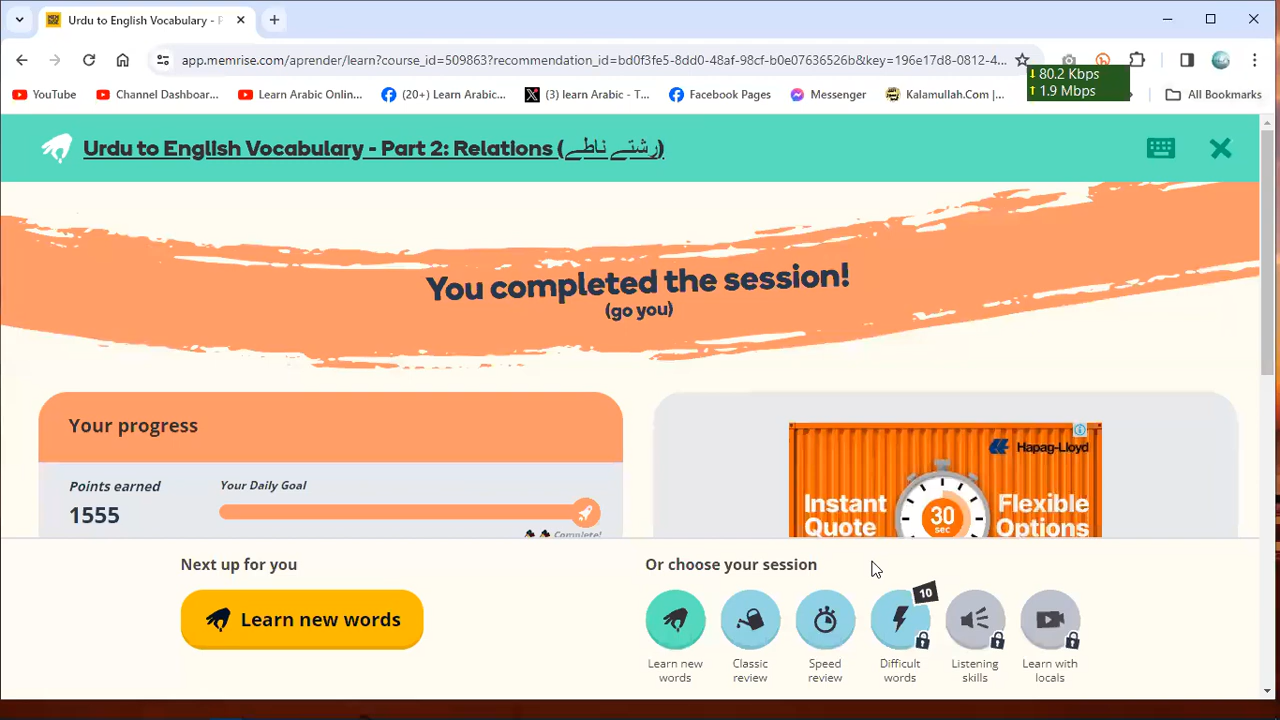 Urdu to English Vocabulary - P
app.memrise.com/aprender/learn?course_id=509863?recommendation_id=bd0f3fe5-8dd0-48af-98cf-b0e07636526b&key=196e17d8-0812-4...
80.2 Kbps
1.9 Mbps
YouTube
Channel Dashboar...
Learn Arabic Online...
(20+) Learn Arabic...
(3) learn Arabic - T...
Facebook Pages
Messenger
Kalamullah.Com |...
All Bookmarks
Urdu to English Vocabulary - Part 2: Relations (رشتے ناطے)
You completed the session!
(go you)
Your progress
Points earned
1555
Your Daily Goal
Complete!
Hapag-Lloyd
Instant Quote
30 sec
Flexible Options
Next up for you
Learn new words
Or choose your session
10
Learn new words
Classic review
Speed review
Difficult words
Listening skills
Learn with locals